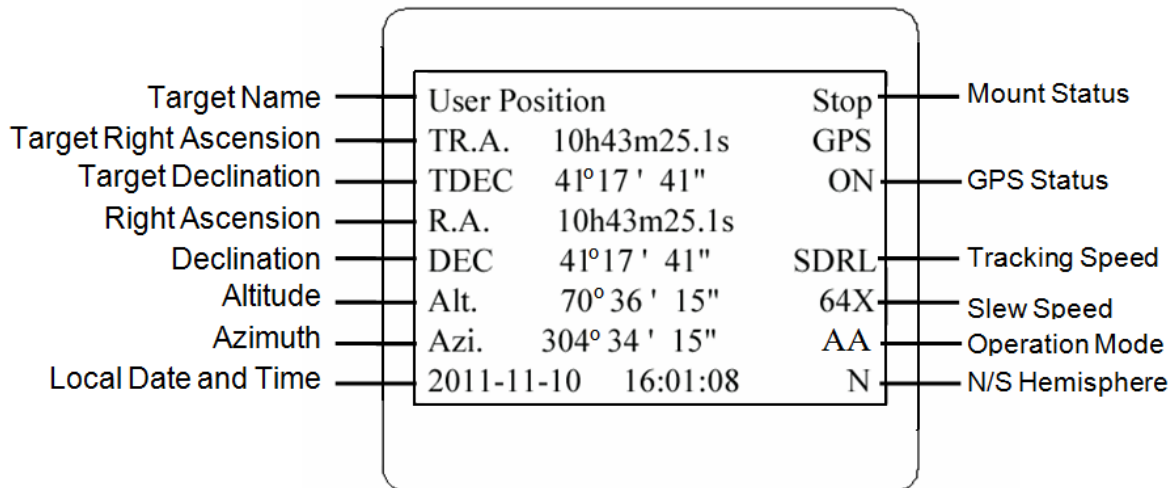 Target Name User Position Stop Mount Status
Target Right Ascension TR.A. 10h43m25.1s GPS
Target Declination TDEC 41º17 ' 41" ON GPS Status
Right Ascension R.A. 10h43m25.1s
Declination DEC 41º17 ' 41" SDRL Tracking Speed
Altitude Alt. 70º 36 ' 15" 64X Slew Speed
Azimuth Azi. 304º 34 ' 15" AA Operation Mode
Local Date and Time 2011-11-10 16:01:08 N N/S Hemisphere